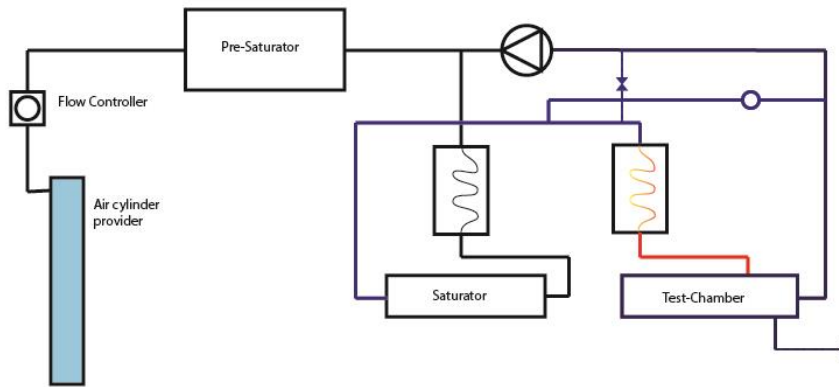 Pre-Saturator
Flow Controller
Air cylinder
provider
Saturator
Test-Chamber